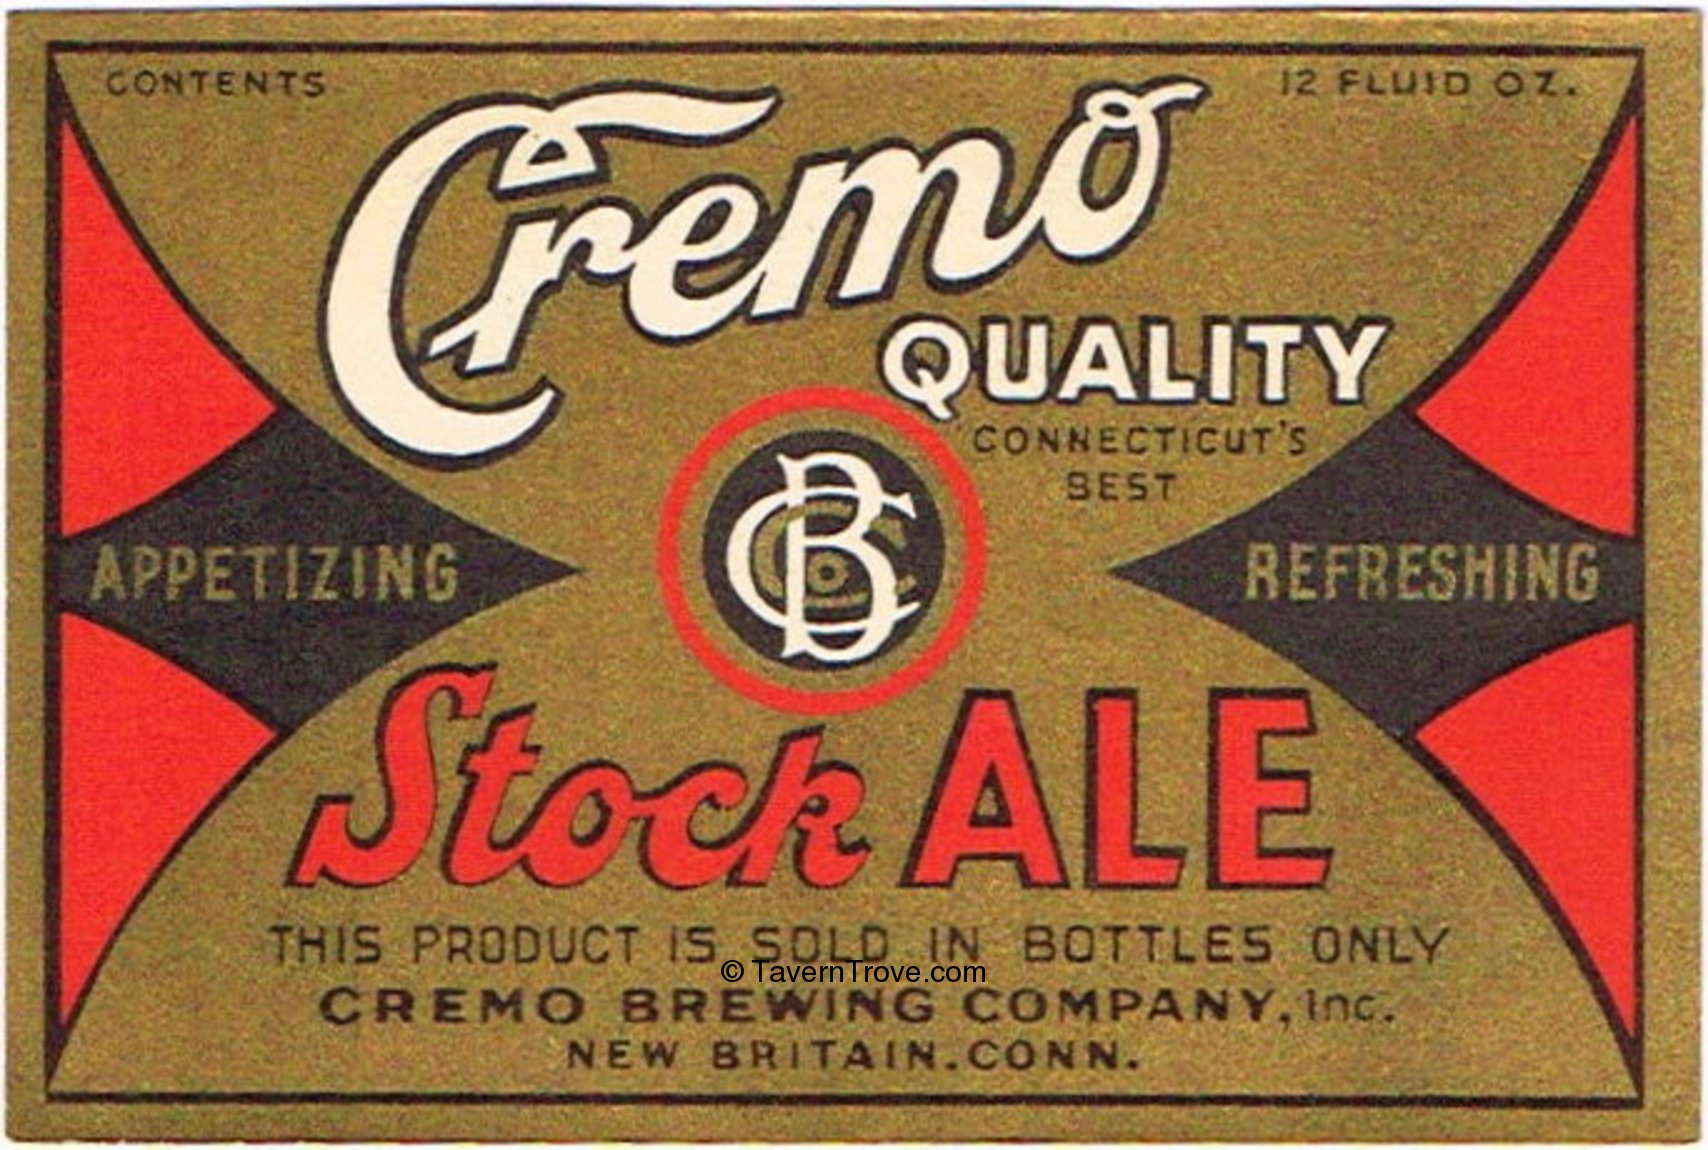 CONTENTS
12 FLUID OZ.
Cremo
QUALITY
CONNECTICUT'S
BEST
CBCo
APPETIZING
REFRESHING
Stock ALE
THIS PRODUCT IS SOLD IN BOTTLES ONLY
© TavernTrove.com
CREMO BREWING COMPANY, Inc.
NEW BRITAIN. CONN.